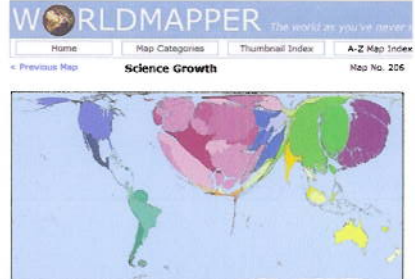 WORLDMAPPER The world as you've never
Home Map Categories Thumbnail Index A-Z Map Index
< Previous Map Science Growth Map No. 206